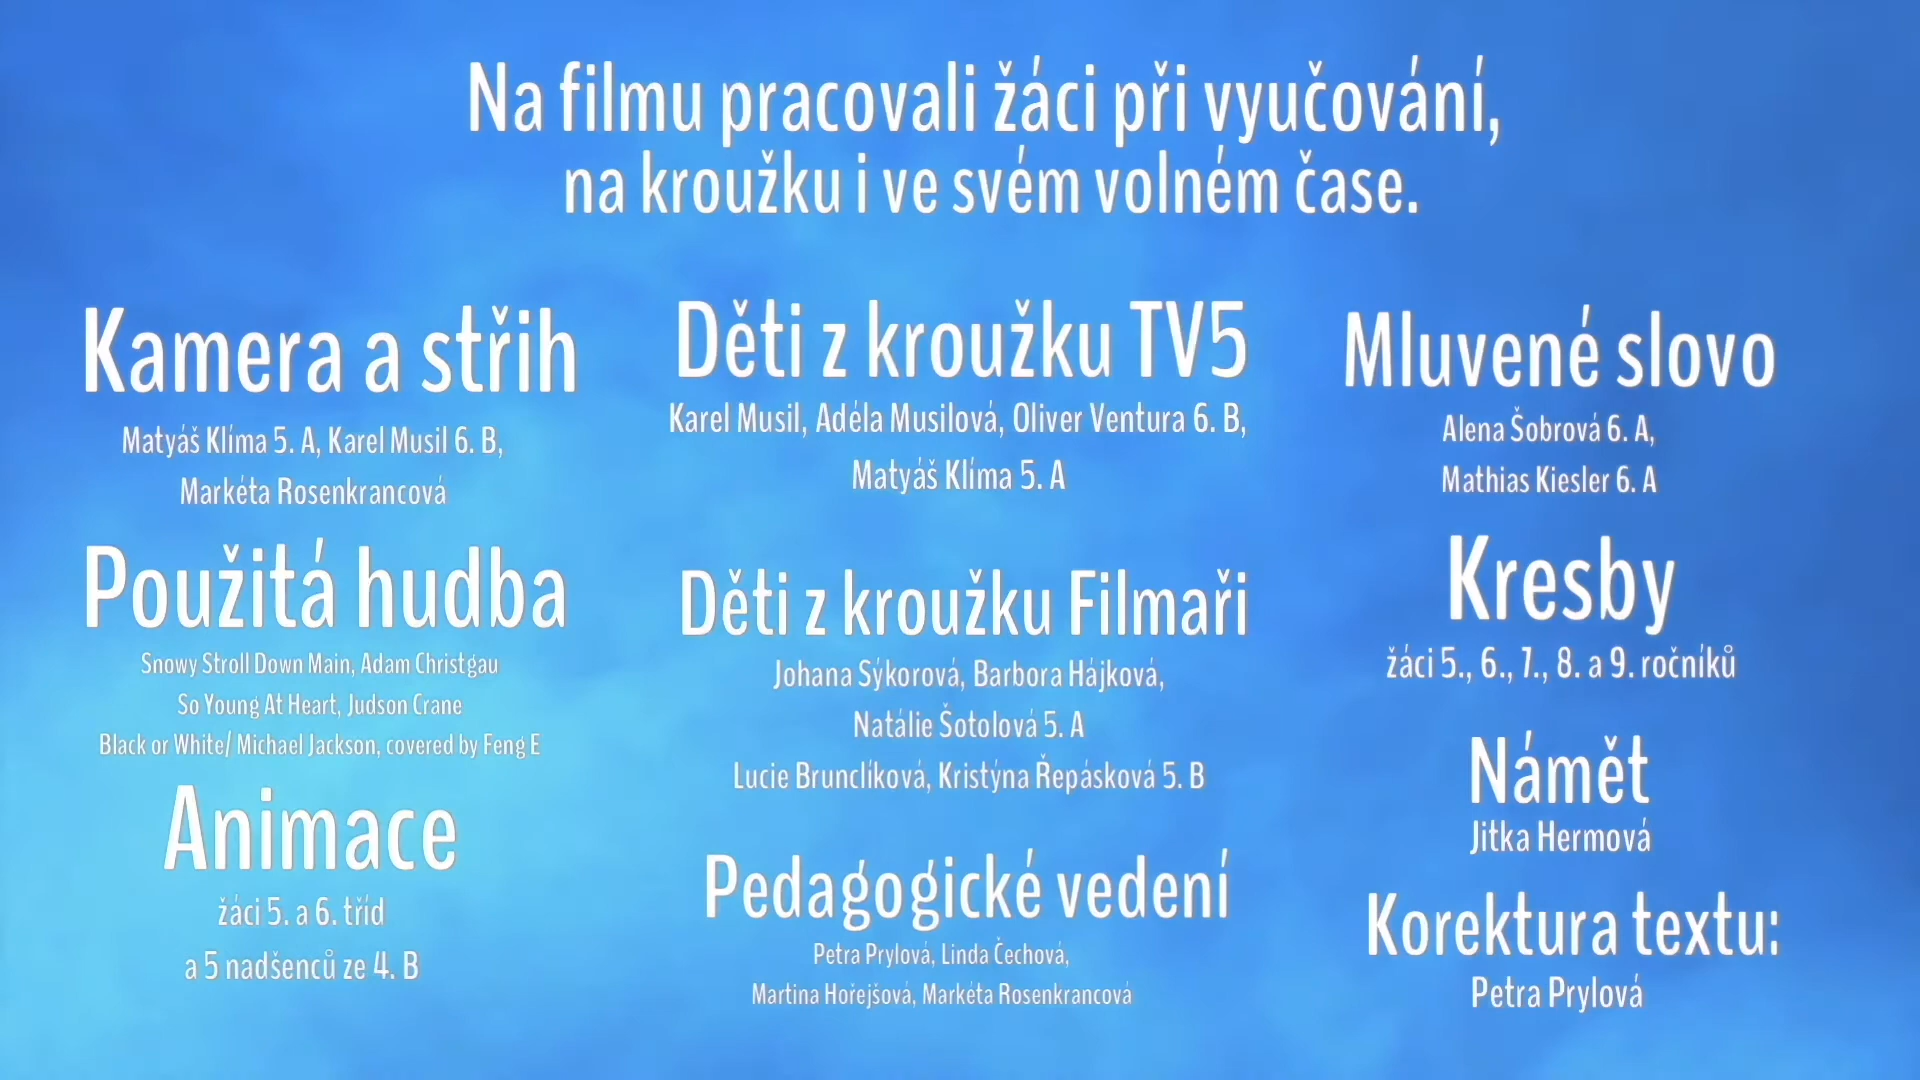 Na filmu pracovali žáci při vyučování,
na kroužku i ve svém volném čase.
Kamera a střih
Matyáš Klíma 5. A, Karel Musil 6. B,
Markéta Rosenkrancová
Použitá hudba
Snowy Stroll Down Main, Adam Christgau
So Young At Heart, Judson Crane
Black or White/ Michael Jackson, covered by Feng E
Animace
žáci 5. a 6. tříd
a 5 nadšenců ze 4. B
Děti z kroužku TV5
Karel Musil, Adéla Musilová, Oliver Ventura 6. B,
Matyáš Klíma 5. A
Děti z kroužku Filmaři
Johana Sýkorová, Barbora Hájková,
Natálie Šotolová 5. A
Lucie Brunclíková, Kristýna Řepásková 5. B
Pedagogické vedení
Petra Prylová, Linda Čechová,
Martina Hořejšová, Markéta Rosenkrancová
Mluvené slovo
Alena Šobrová 6. A,
Mathias Kiesler 6. A
Kresby
žáci 5., 6., 7., 8. a 9. ročníků
Námět
Jitka Hermová
Korektura textu:
Petra Prylová